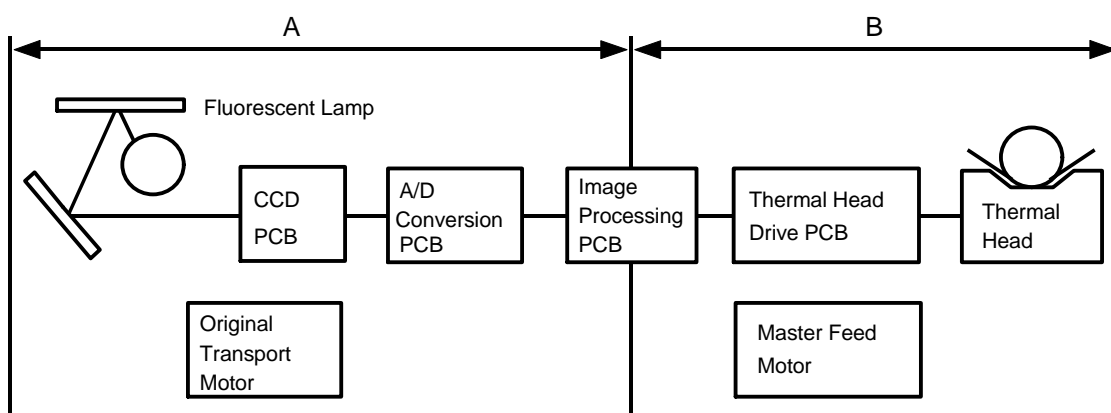 A
B
Fluorescent Lamp
CCD
PCB
A/D
Conversion
PCB
Image
Processing
PCB
Thermal Head
Drive PCB
Thermal
Head
Original
Transport
Motor
Master Feed
Motor